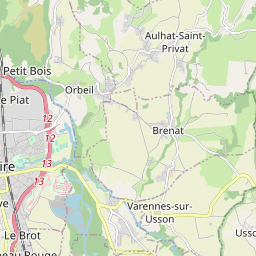 Aulhat-Saint-
Privat
Petit Bois
Orbeil
e Piat
12
12
Brenat
13
ire
13
Varennes-sur-
Usson
ve
Usso
Le Brot
eau Rouge